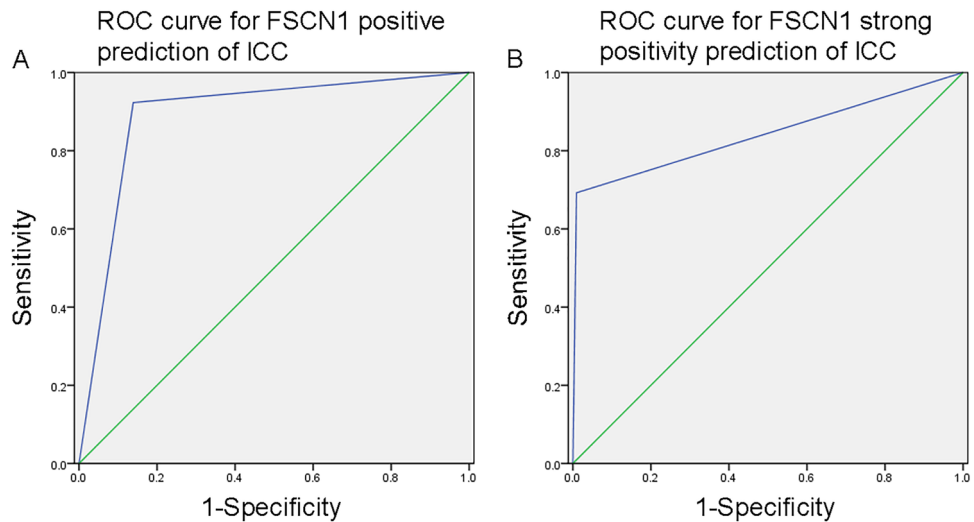 A
ROC curve for FSCN1 positive
prediction of ICC
1.0
0.8
0.6
0.4
0.2
0.0
Sensitivity
0.0 0.2 0.4 0.6 0.8 1.0
1-Specificity
B
ROC curve for FSCN1 strong
positivity prediction of ICC
1.0
0.8
0.6
0.4
0.2
0.0
Sensitivity
0.0 0.2 0.4 0.6 0.8 1.0
1-Specificity